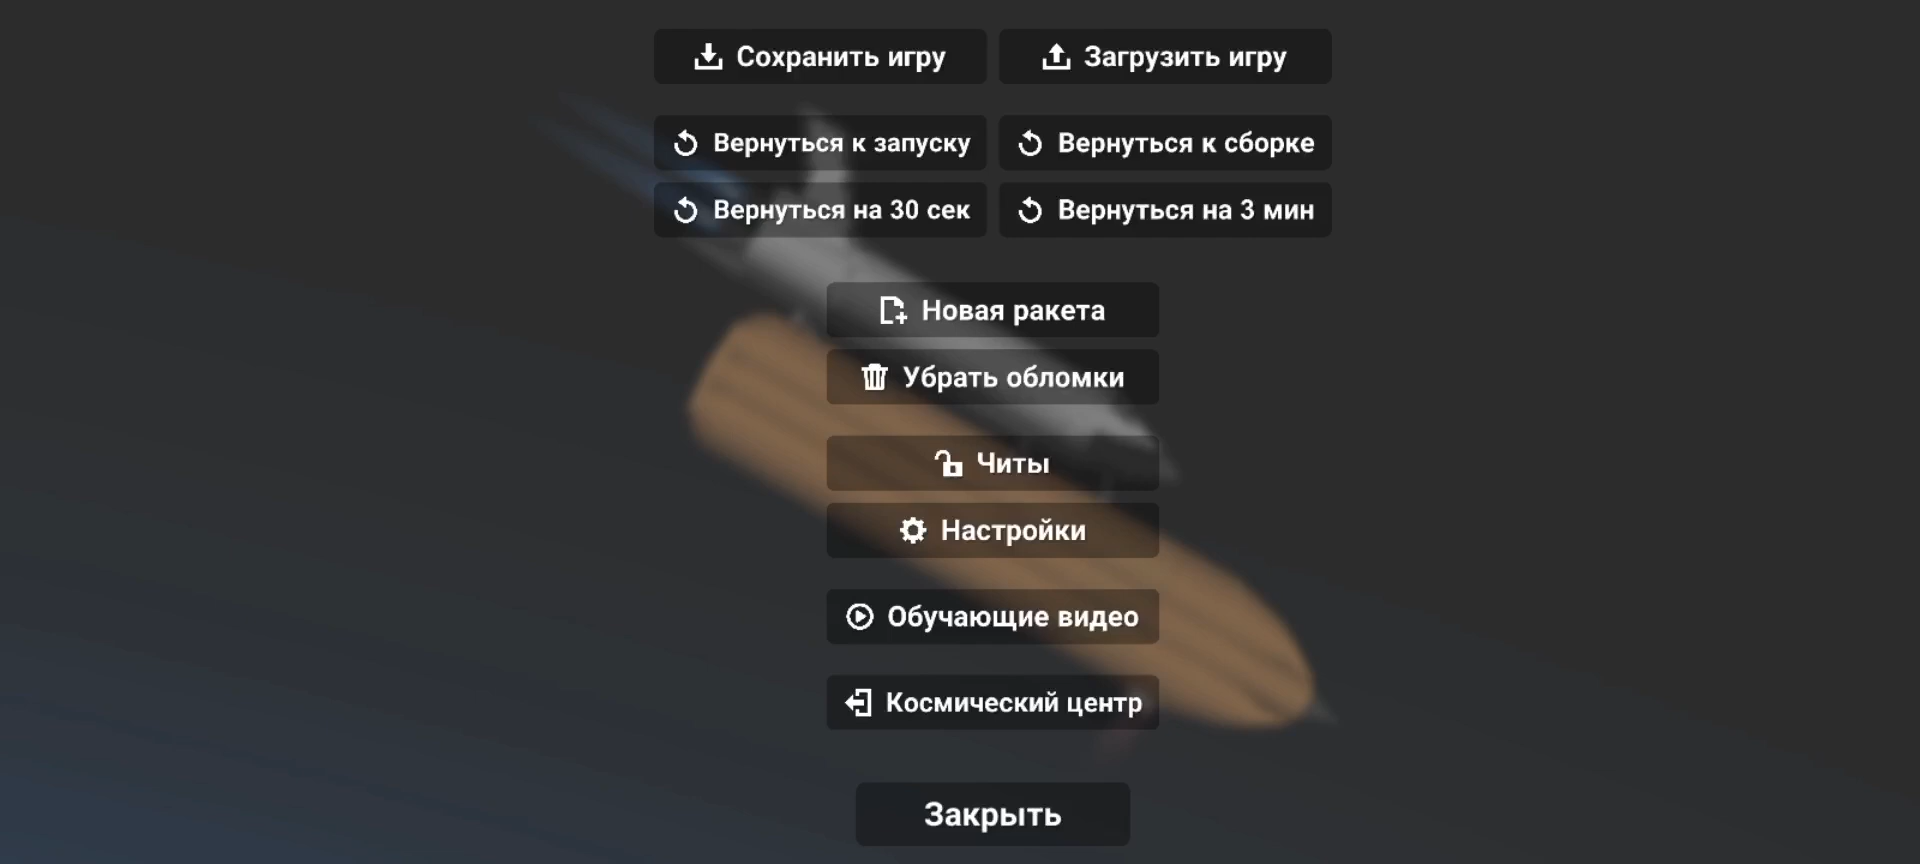 Сохранить игру
Загрузить игру
Вернуться к запуску
Вернуться к сборке
Вернуться на 30 сек
Вернуться на 3 мин
Новая ракета
Убрать обломки
Читы
Настройки
Обучающие видео
Космический центр
Закрыть